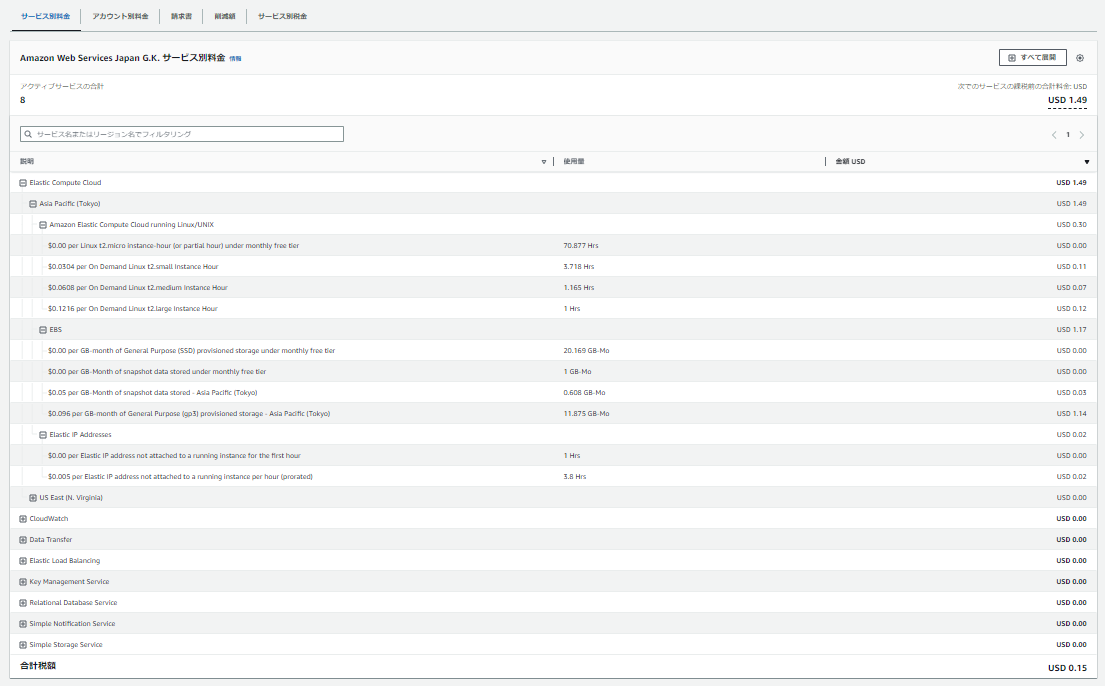 サービス別料金 アカウント別料金 請求書 削減額 サービス別税金
Amazon Web Services Japan G.K. サービス別料金 情報 すべて展開
アクティブサービスの合計 次でのサービスの課税前の合計料金: USD
8 USD 1.49
サービス名またはリージョン名でフィルタリング 1
説明 使用量 金額 USD
Elastic Compute Cloud USD 1.49
Asia Pacific (Tokyo) USD 1.49
Amazon Elastic Compute Cloud running Linux/UNIX USD 0.30
$0.00 per Linux t2.micro instance-hour (or partial hour) under monthly free tier 70.877 Hrs USD 0.00
$0.0304 per On Demand Linux t2.small Instance Hour 3.718 Hrs USD 0.11
$0.0608 per On Demand Linux t2.medium Instance Hour 1.165 Hrs USD 0.07
$0.1216 per On Demand Linux t2.large Instance Hour 1 Hrs USD 0.12
EBS USD 1.17
$0.00 per GB-month of General Purpose (SSD) provisioned storage under monthly free tier 20.169 GB-Mo USD 0.00
$0.00 per GB-Month of snapshot data stored under monthly free tier 1 GB-Mo USD 0.00
$0.05 per GB-Month of snapshot data stored - Asia Pacific (Tokyo) 0.608 GB-Mo USD 0.03
$0.096 per GB-month of General Purpose (gp3) provisioned storage - Asia Pacific (Tokyo) 11.875 GB-Mo USD 1.14
Elastic IP Addresses USD 0.02
$0.00 per Elastic IP address not attached to a running instance for the first hour 1 Hrs USD 0.00
$0.005 per Elastic IP address not attached to a running instance per hour (prorated) 3.8 Hrs USD 0.02
US East (N. Virginia) USD 0.00
CloudWatch USD 0.00
Data Transfer USD 0.00
Elastic Load Balancing USD 0.00
Key Management Service USD 0.00
Relational Database Service USD 0.00
Simple Notification Service USD 0.00
Simple Storage Service USD 0.00
合計税額 USD 0.15